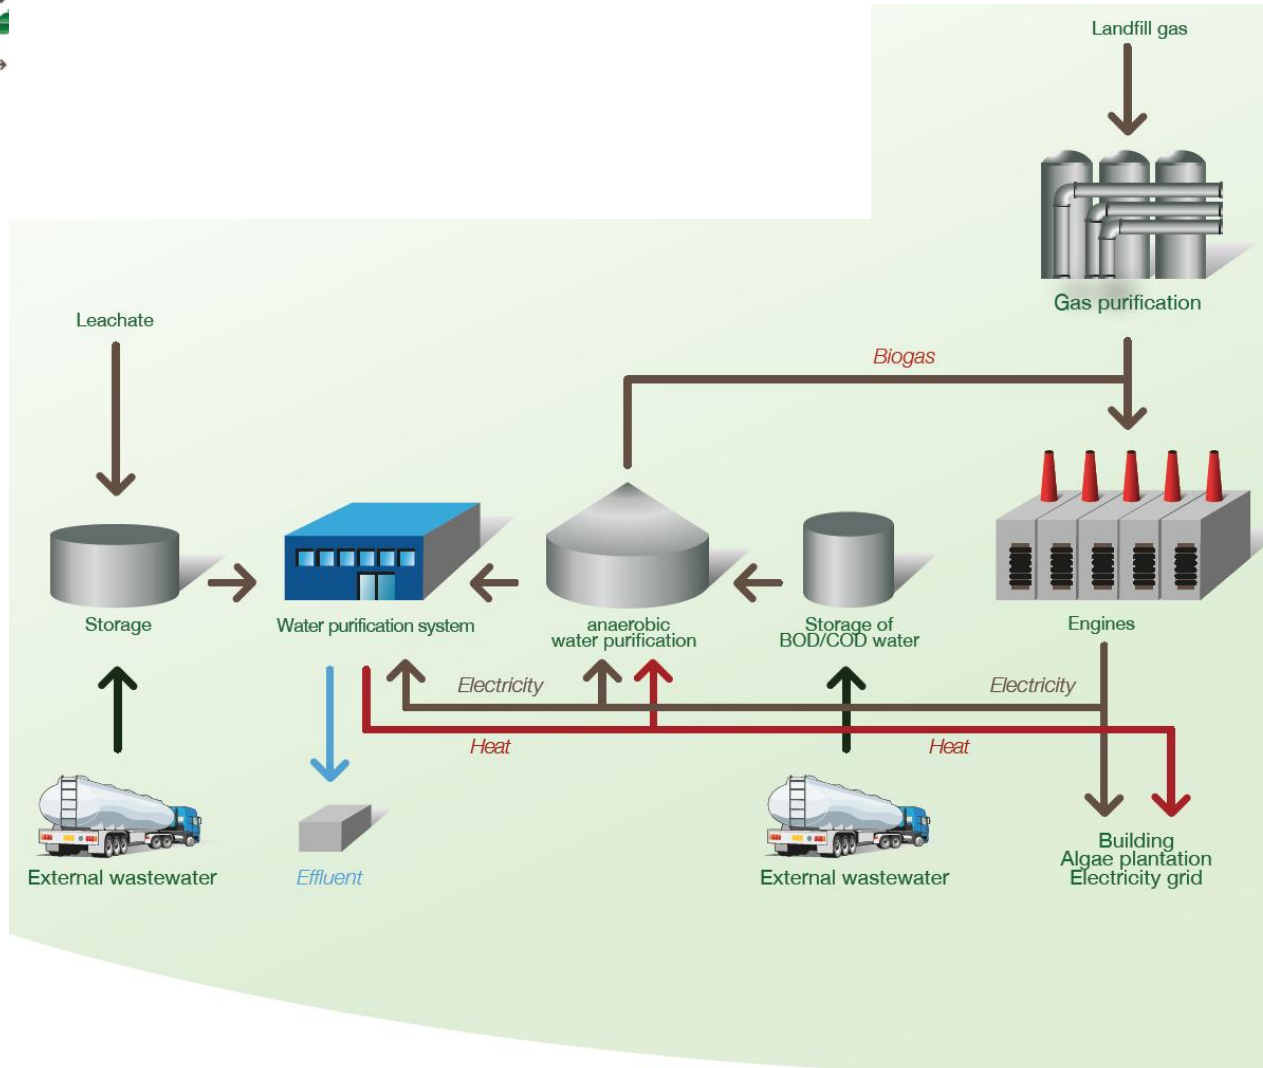 Landfill gas
Gas purification
Leachate
Biogas
Storage
Water purification system
anaerobic
water purification
Storage of
BOD/COD water
Engines
Electricity
Electricity
Heat
Heat
External wastewater
Effluent
External wastewater
Building
Algae plantation
Electricity grid